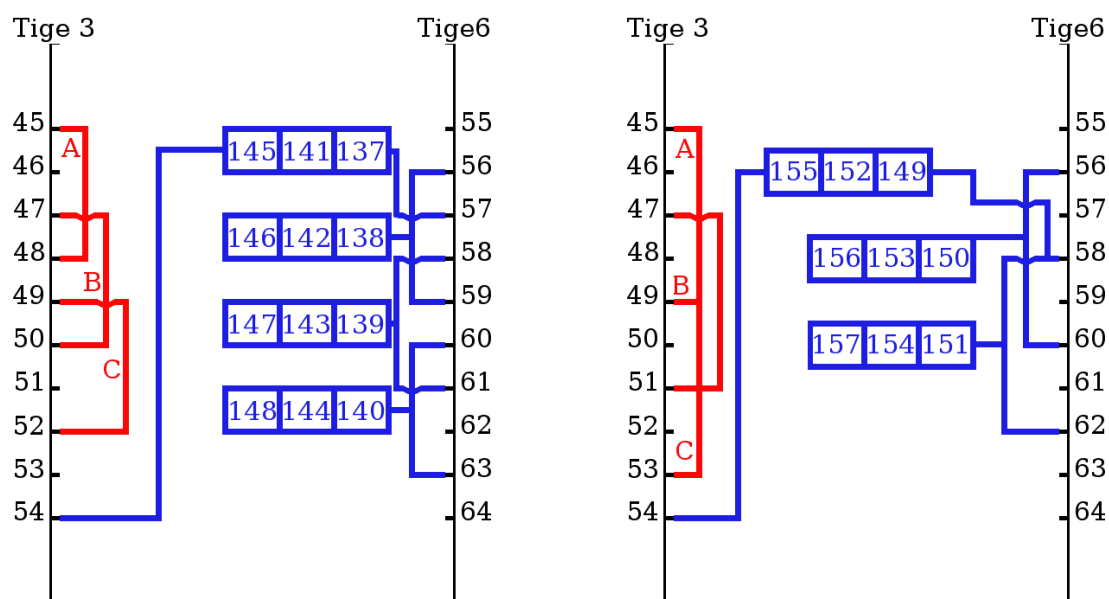 Tige 3 Tige6 Tige 3 Tige6
45 55 45 55
A 145 141 137 A
46 56 46 155 152 149 56
47 57 47 57
146 142 138
48 58 48 156 153 150 58
B B
49 59 49 59
147 143 139
50 60 50 157 154 151 60
C
51 61 51 61
148 144 140
52 62 52 62
C
53 63 53 63
54 64 54 64